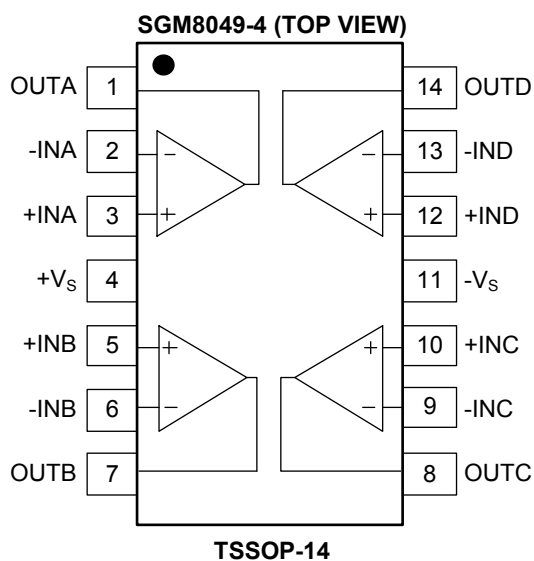 SGM8049-4 (TOP VIEW)
OUTA 1 14 OUTD
-INA 2 - - 13 -IND
+INA 3 + + 12 +IND
+VS 4 11 -VS
+INB 5 + + 10 +INC
-INB 6 - - 9 -INC
OUTB 7 8 OUTC
TSSOP-14